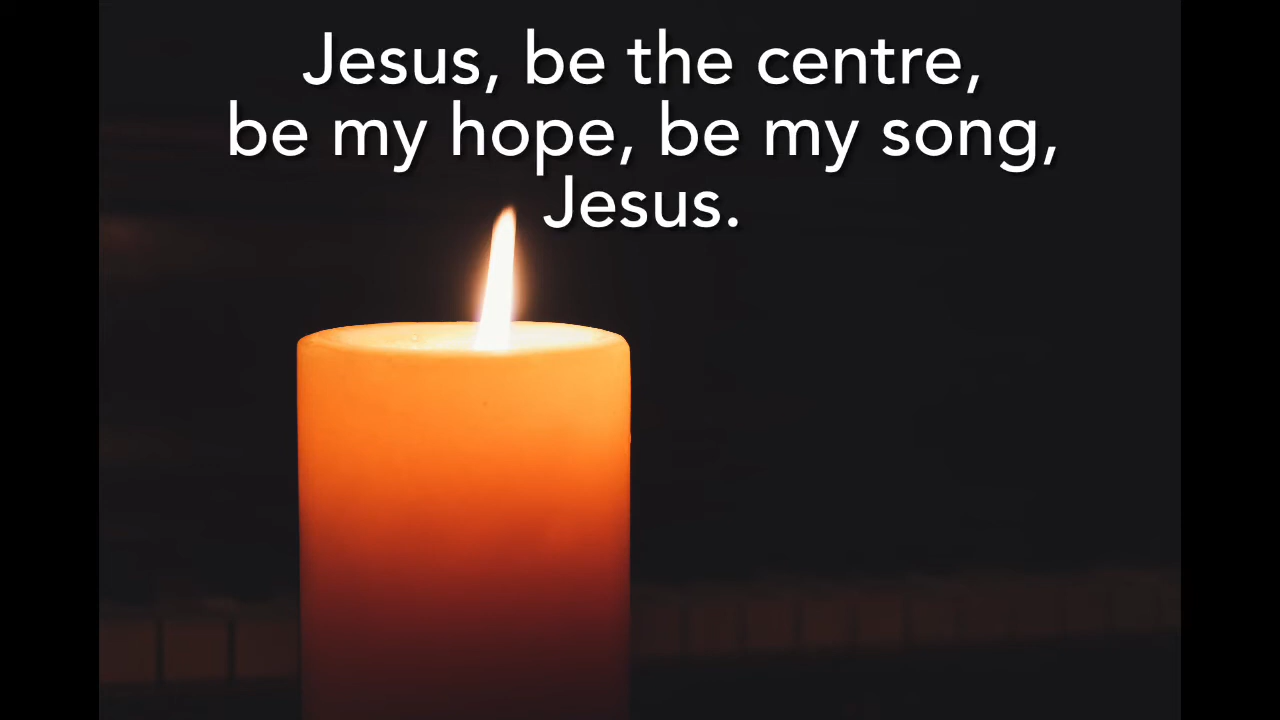 Jesus, be the centre,
be my hope, be my song,
Jesus.